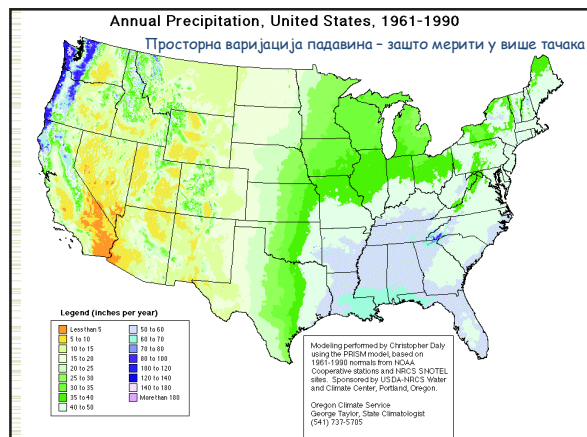 Annual Precipitation, United States, 1961-1990
Просторна варијација падавина – зашто мерити у више тачака
Legend (inches per year)
Less than 5
5 to 10
10 to 15
15 to 20
20 to 25
25 to 30
30 to 35
35 to 40
40 to 50
50 to 60
60 to 70
70 to 80
80 to 100
100 to 120
120 to 140
140 to 180
More than 180
Modeling performed by Christopher Daly
using the PRISM model, based on
1961-1990 normals from NOAA
Cooperative stations and NRCS SNOTEL
sites. Sponsored by USDA-NRCS Water
and Climate Center, Portland, Oregon.
Oregon Climate Service
George Taylor, State Climatologist
(541) 737-5705